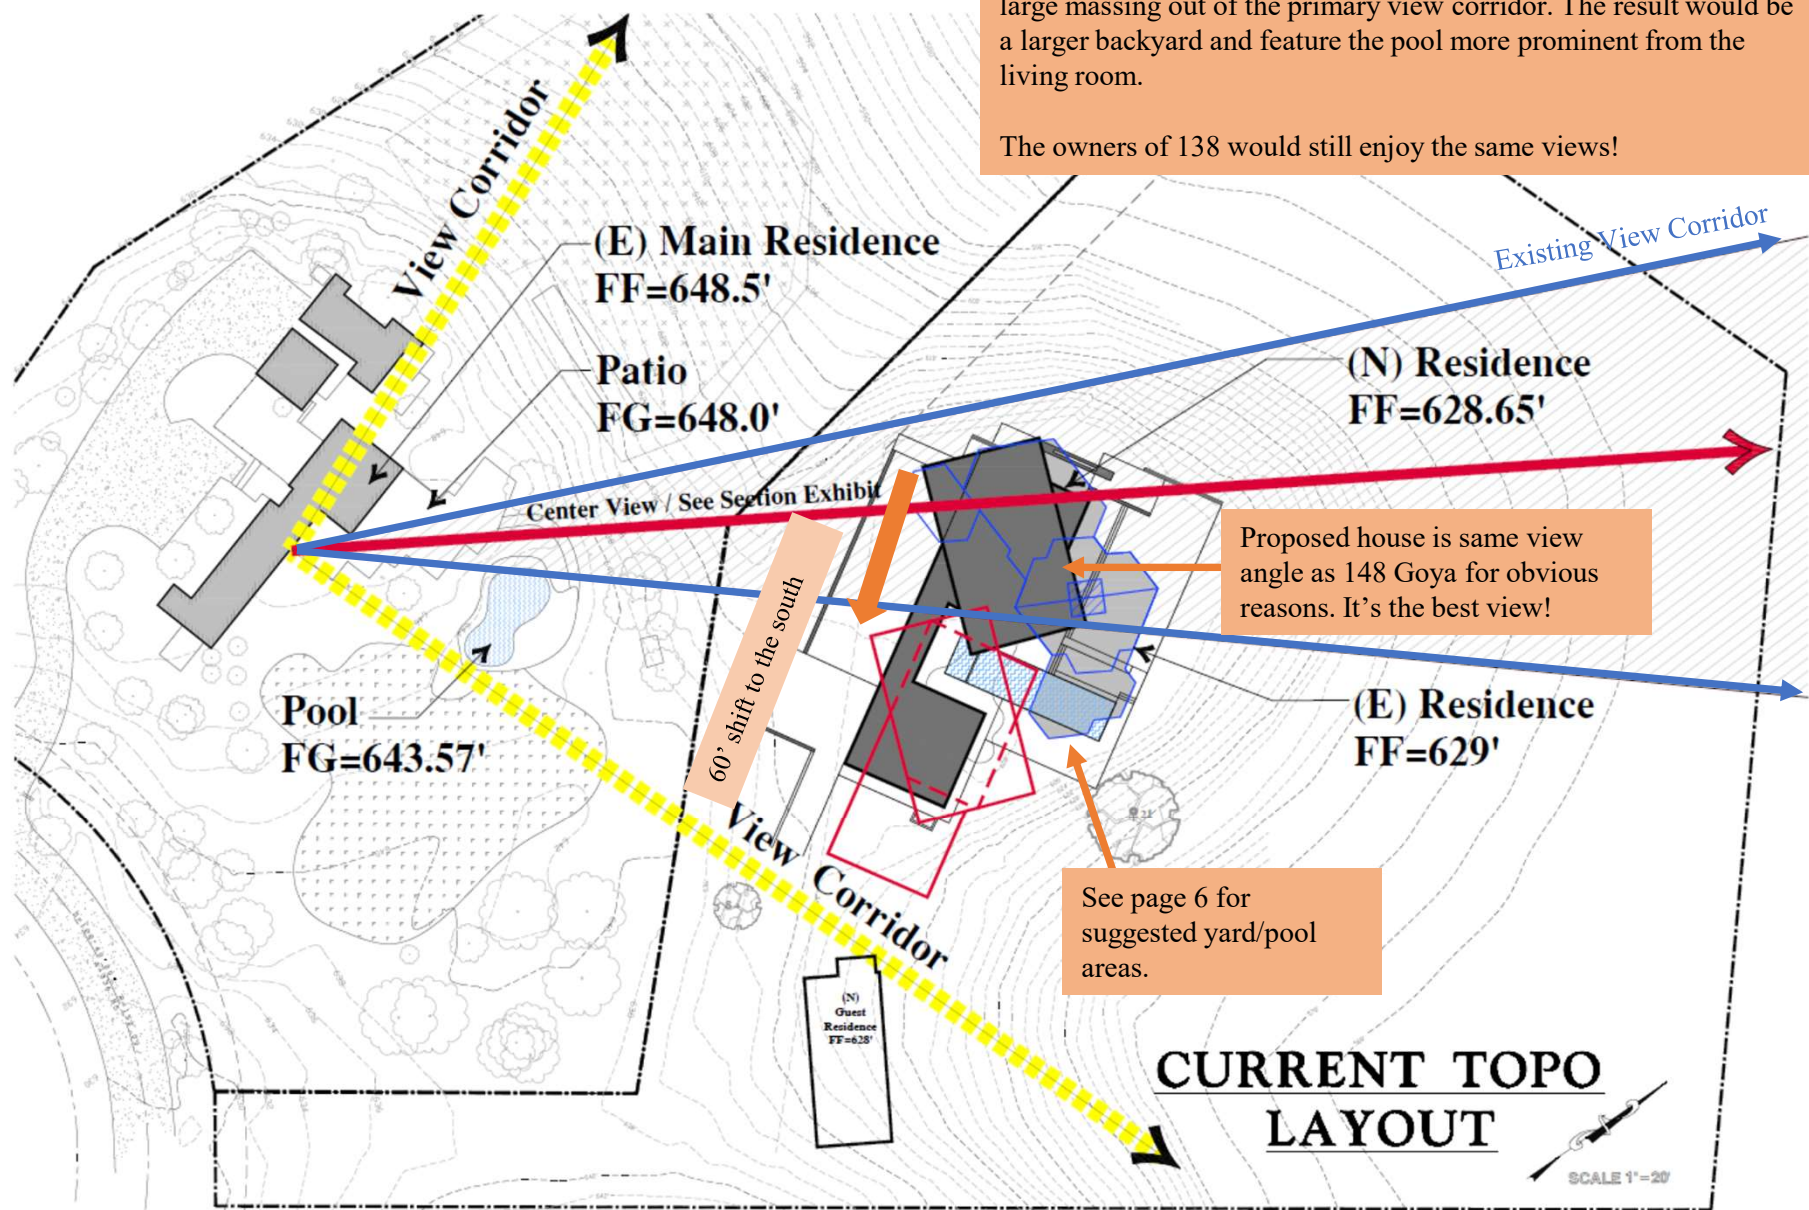 large massing out of the primary view corridor. The result would be
a larger backyard and feature the pool more prominent from the
living room.
The owners of 138 would still enjoy the same views!
View Corridor
(E) Main Residence
FF=648.5'
Existing View Corridor
Patio
FG=648.0'
(N) Residence
FF=628.65'
Center View / See Section Exhibit
Proposed house is same view
angle as 148 Goya for obvious
reasons. It’s the best view!
60’ shift to the south
Pool
FG=643.57'
(E) Residence
FF=629'
View Corridor
See page 6 for
suggested yard/pool
areas.
(N)
Guest
Residence
FF=628'
CURRENT TOPO
LAYOUT
SCALE 1"=20'